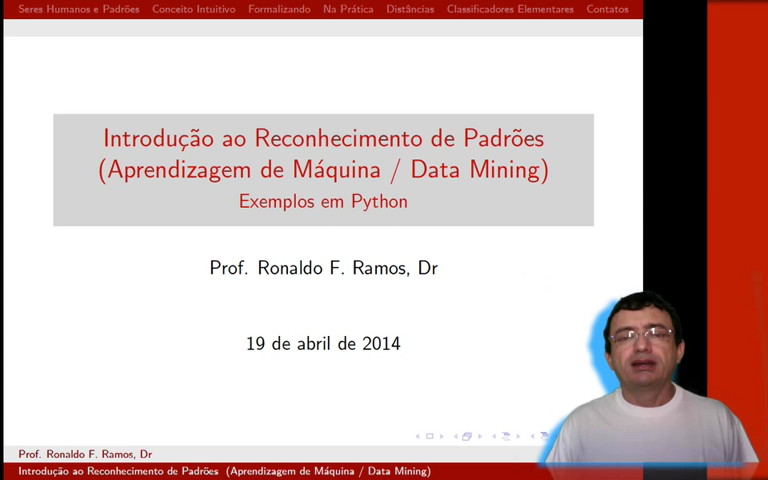 Seres Humanos e Padrões Conceito Intuitivo Formalizando Na Prática Distâncias Classificadores Elementares Contatos
Introdução ao Reconhecimento de Padrões
(Aprendizagem de Máquina / Data Mining)
Exemplos em Python
Prof. Ronaldo F. Ramos, Dr
19 de abril de 2014
Prof. Ronaldo F. Ramos, Dr
Introdução ao Reconhecimento de Padrões (Aprendizagem de Máquina / Data Mining)